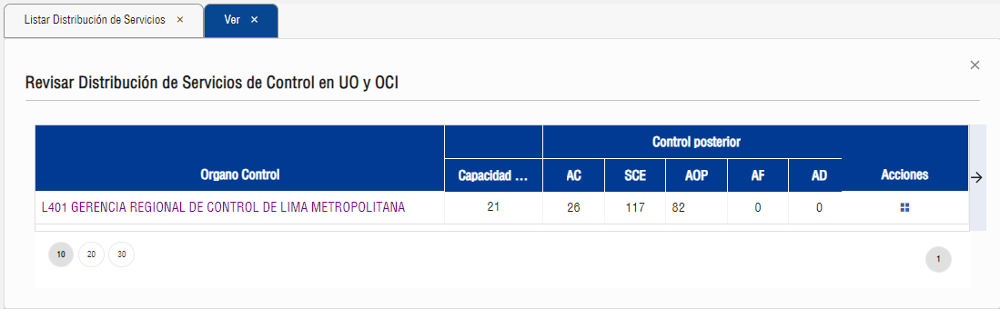 Listar Distribución de Servicios × Ver ×
×
Revisar Distribución de Servicios de Control en UO y OCI
Control posterior
Organo Control Capacidad ... AC SCE AOP AF AD Acciones
L401 GERENCIA REGIONAL DE CONTROL DE LIMA METROPOLITANA 21 26 117 82 0 0
10 20 30 1